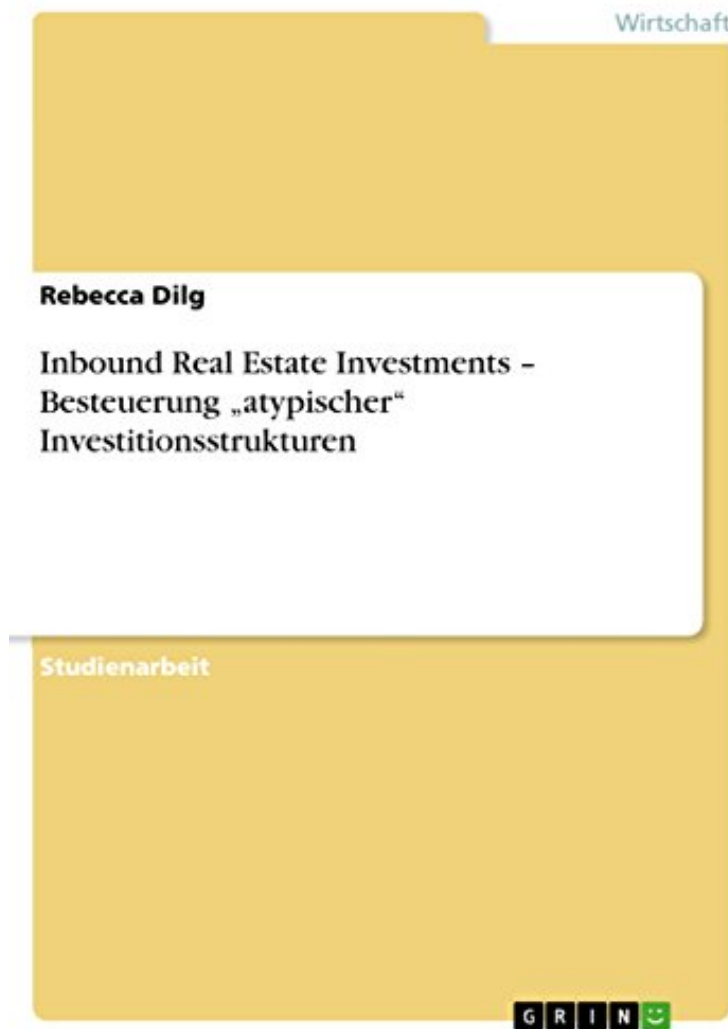 Wirtschaft
Rebecca Dilg
Inbound Real Estate Investments –
Besteuerung „atypischer“
Investitionsstrukturen
Studienarbeit
GRIN